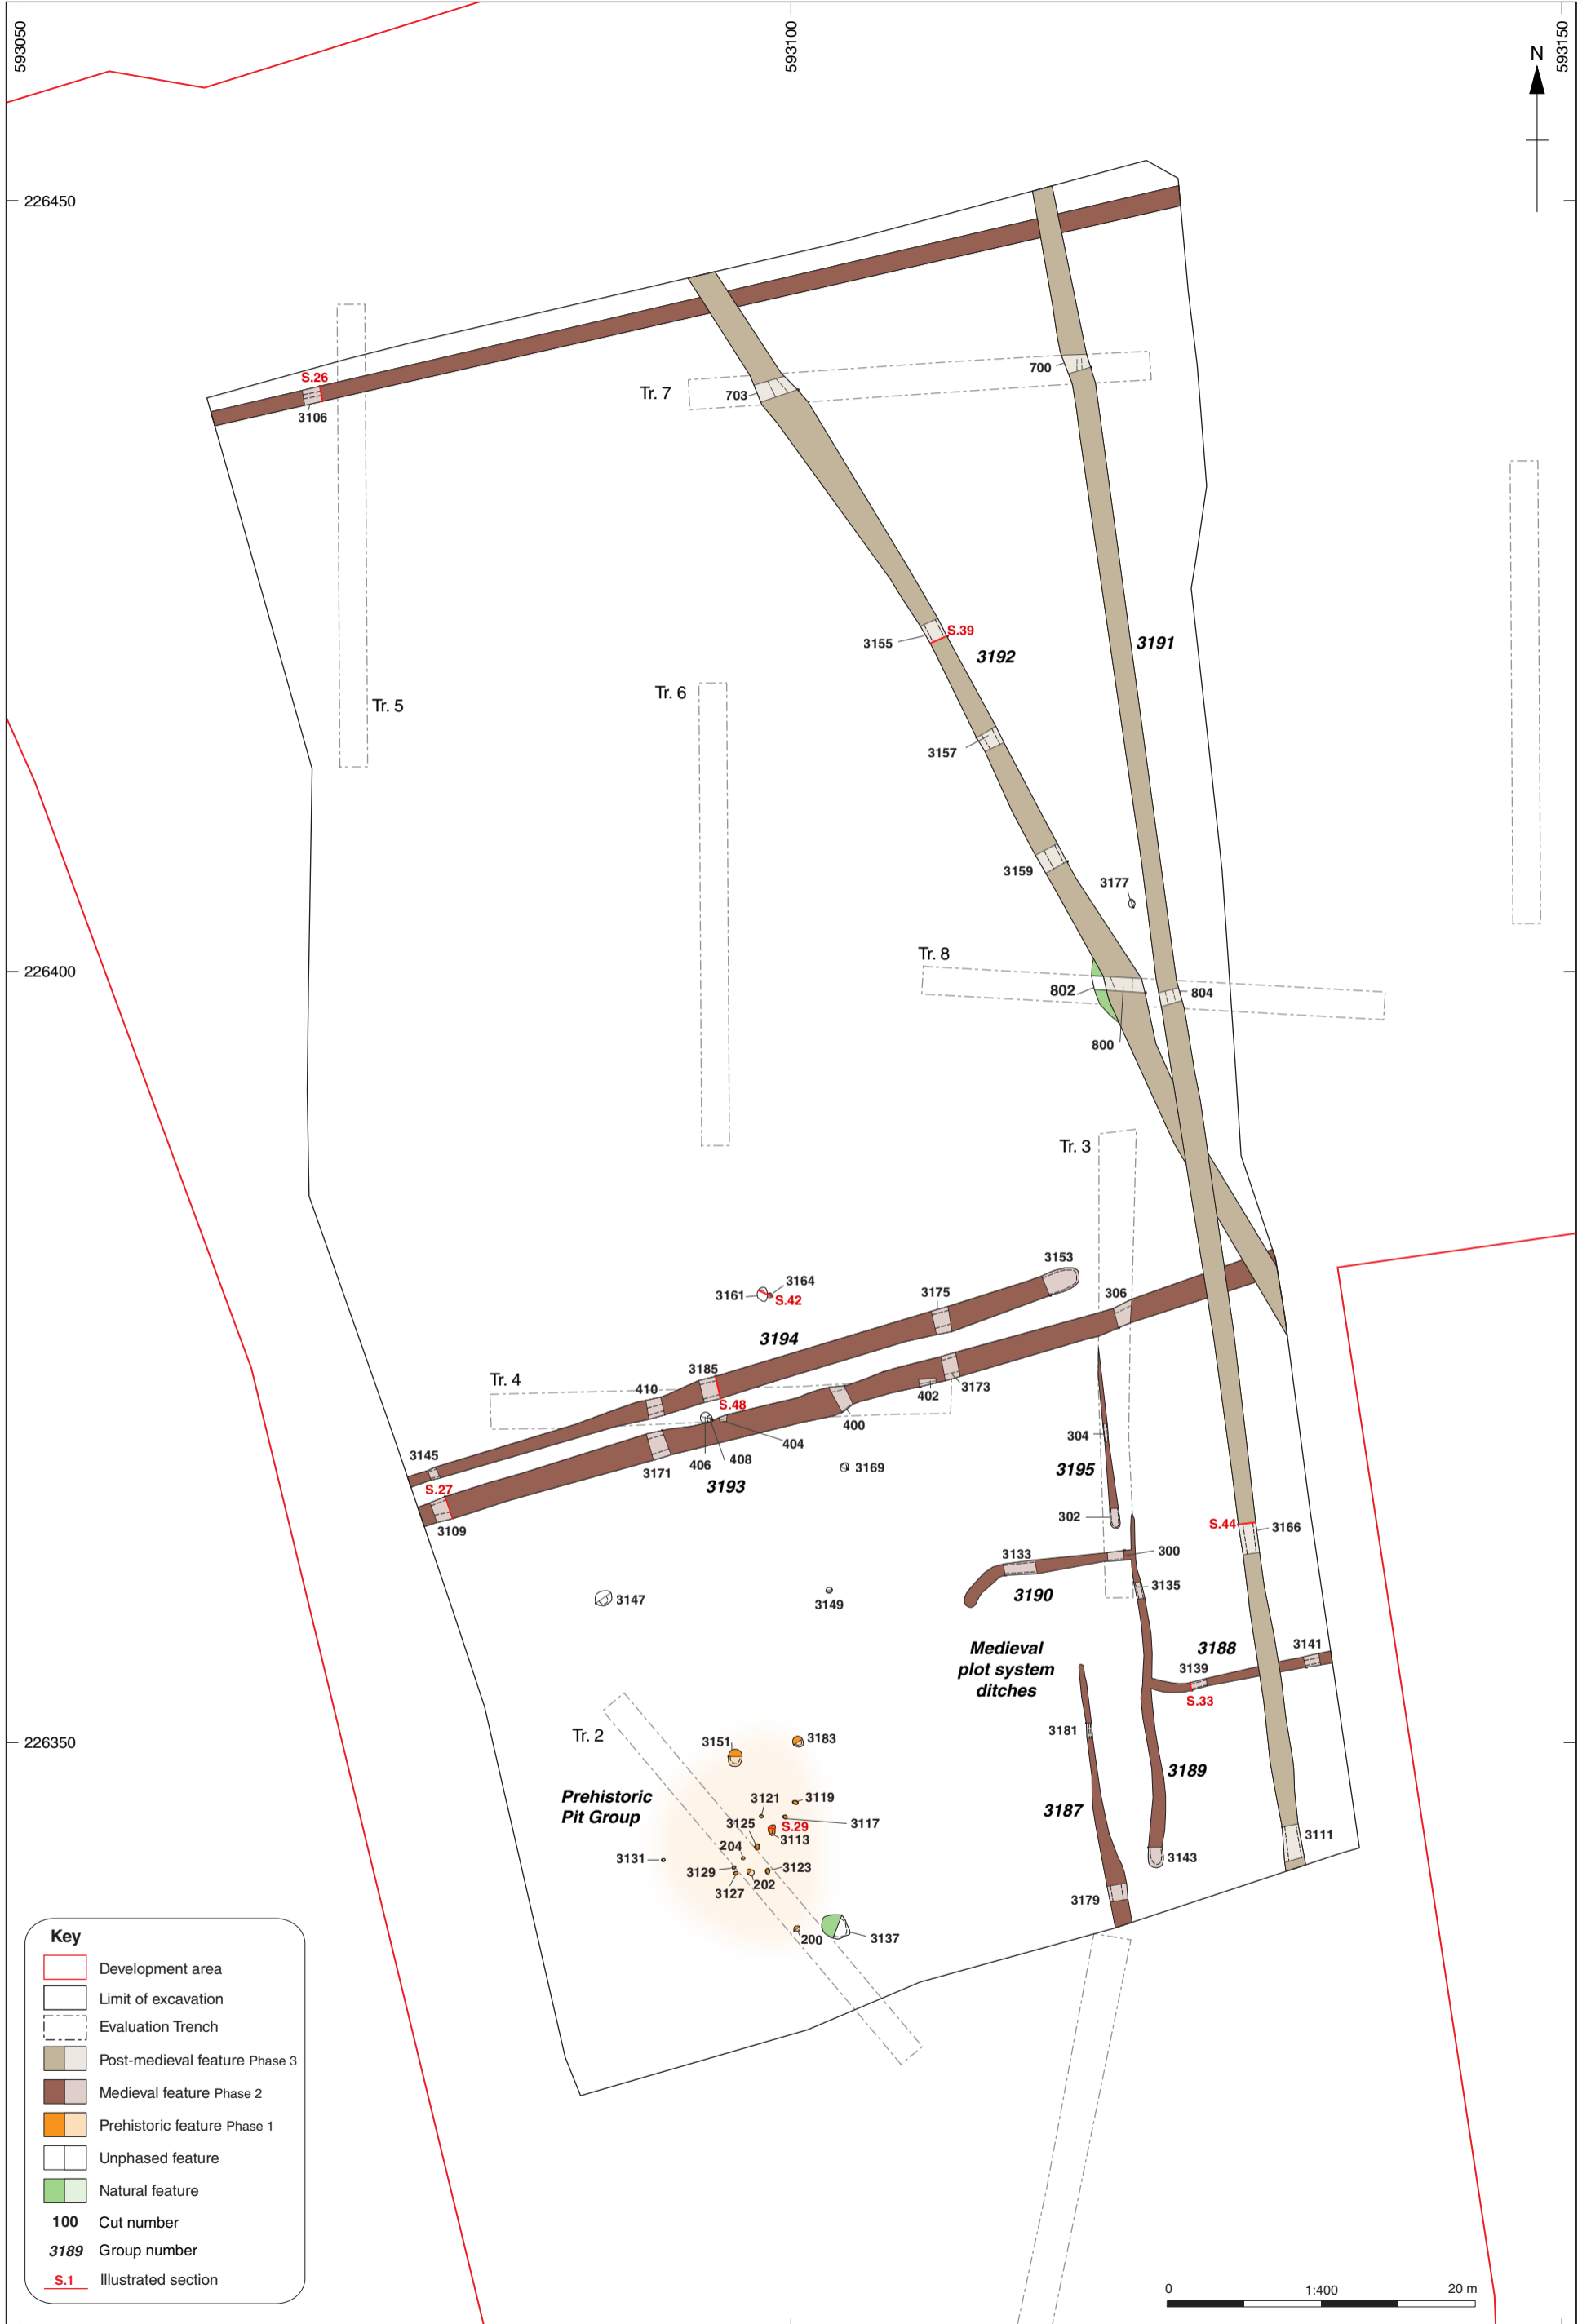 593050
593100
593150
N
226450
S.26
3106
Tr. 7
703
700
3155
S.39
3192
3191
Tr. 6
Tr. 5
3157
3159
3177
Tr. 8
226400
802
804
800
Tr. 3
3153
3161
3164
S.42
3175
306
3194
Tr. 4
3185
410
S.48
402
3173
400
404
3145
406
408
3171
3193
3169
304
3195
S.27
3109
302
S.44
3166
3133
300
3190
3135
3147
3149
Medieval
plot system
ditches
3188
3141
3139
S.33
Tr. 2
3151
3183
3181
226350
3189
Prehistoric
Pit Group
3121
3119
3187
3125
S.29
3117
3113
204
3131
3129
3123
202
3127
3111
3143
3179
200
3137
Key
Development area
Limit of excavation
Evaluation Trench
Post-medieval feature Phase 3
Medieval feature Phase 2
Prehistoric feature Phase 1
Unphased feature
Natural feature
100 Cut number
3189 Group number
S.1 Illustrated section
0 1:400 20 m